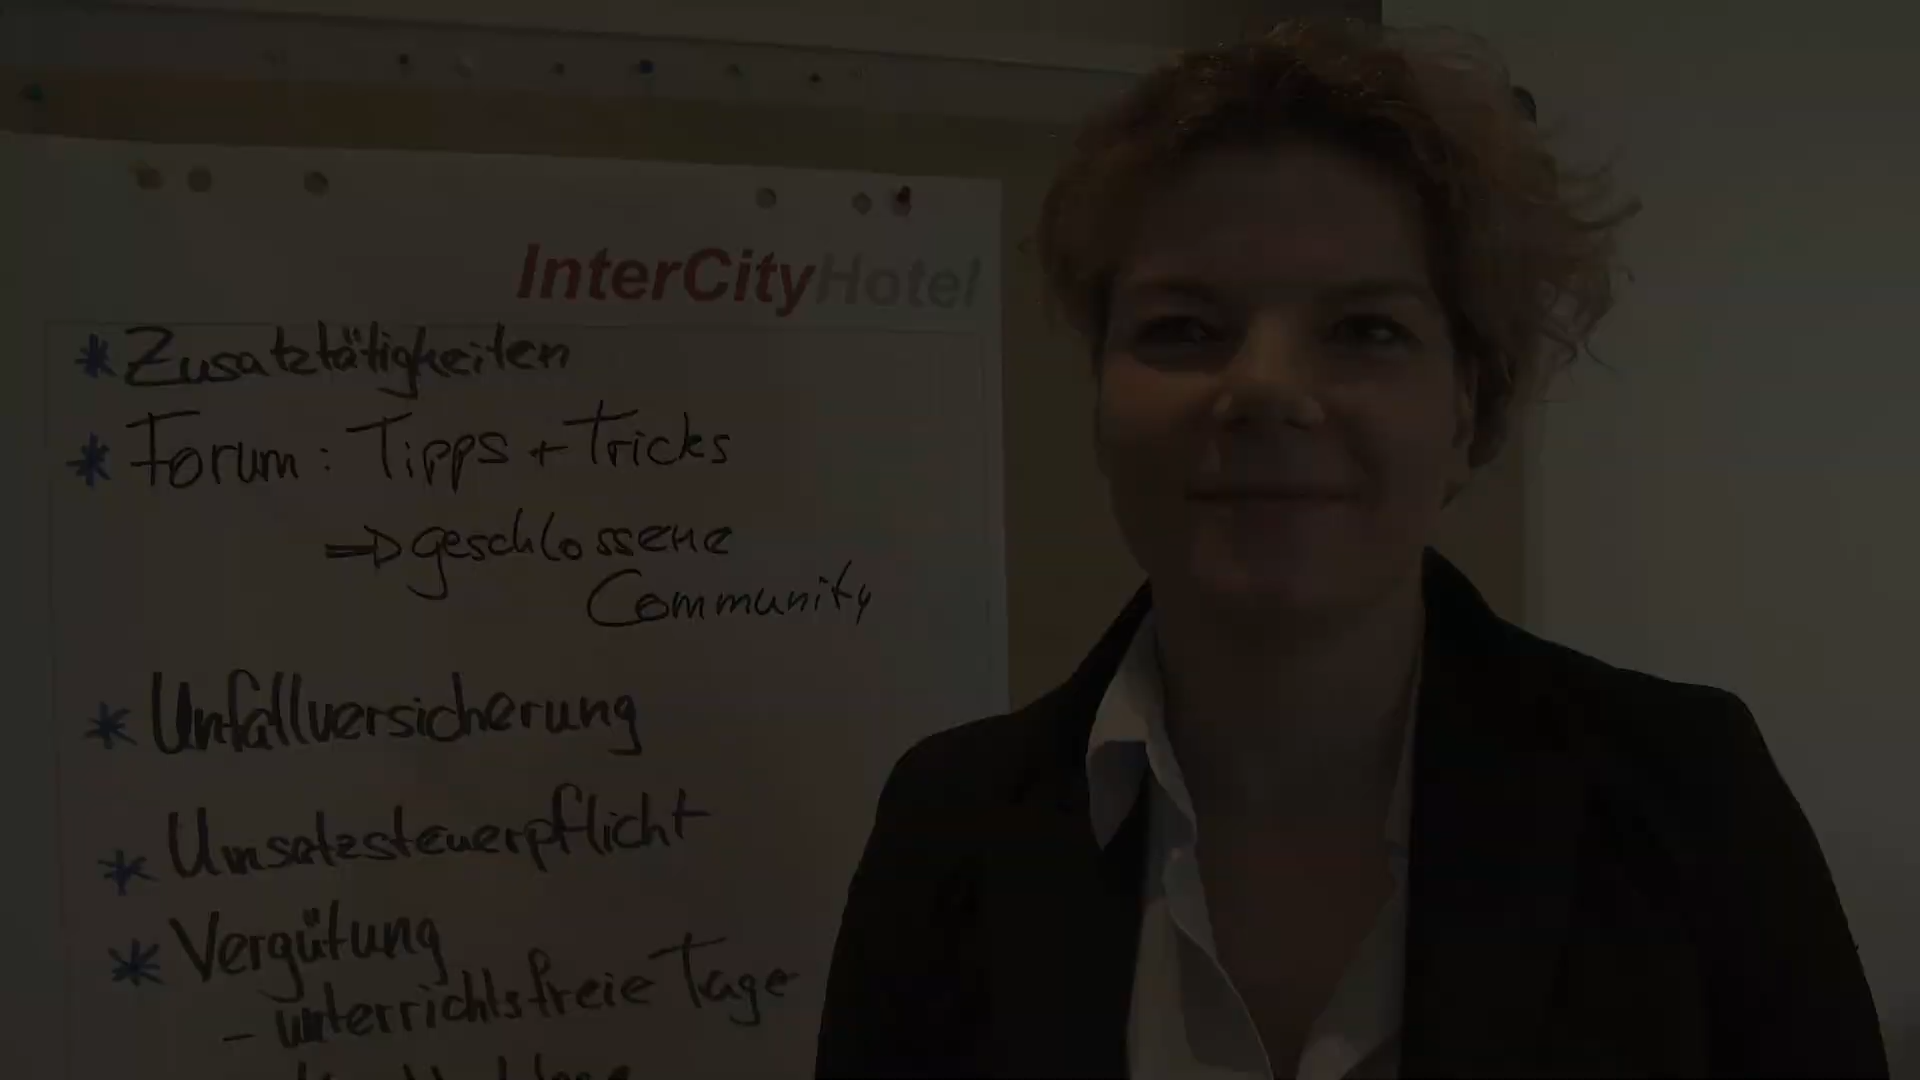 InterCityHotel
* Zusatztätigkeiten
* Forum: Tipps + Tricks
⇒ geschlossene
Community
* Unfallversicherung
* Umsatzsteuerpflicht
* Vergütung
- unterrichtsfreie Tage